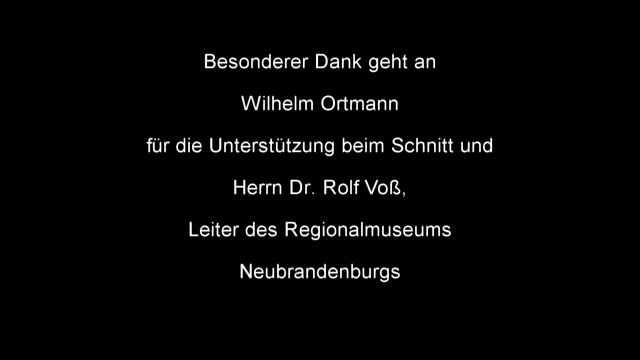 Besonderer Dank geht an
Wilhelm Ortmann
für die Unterstützung beim Schnitt und
Herrn Dr. Rolf Voß,
Leiter des Regionalmuseums
Neubrandenburgs